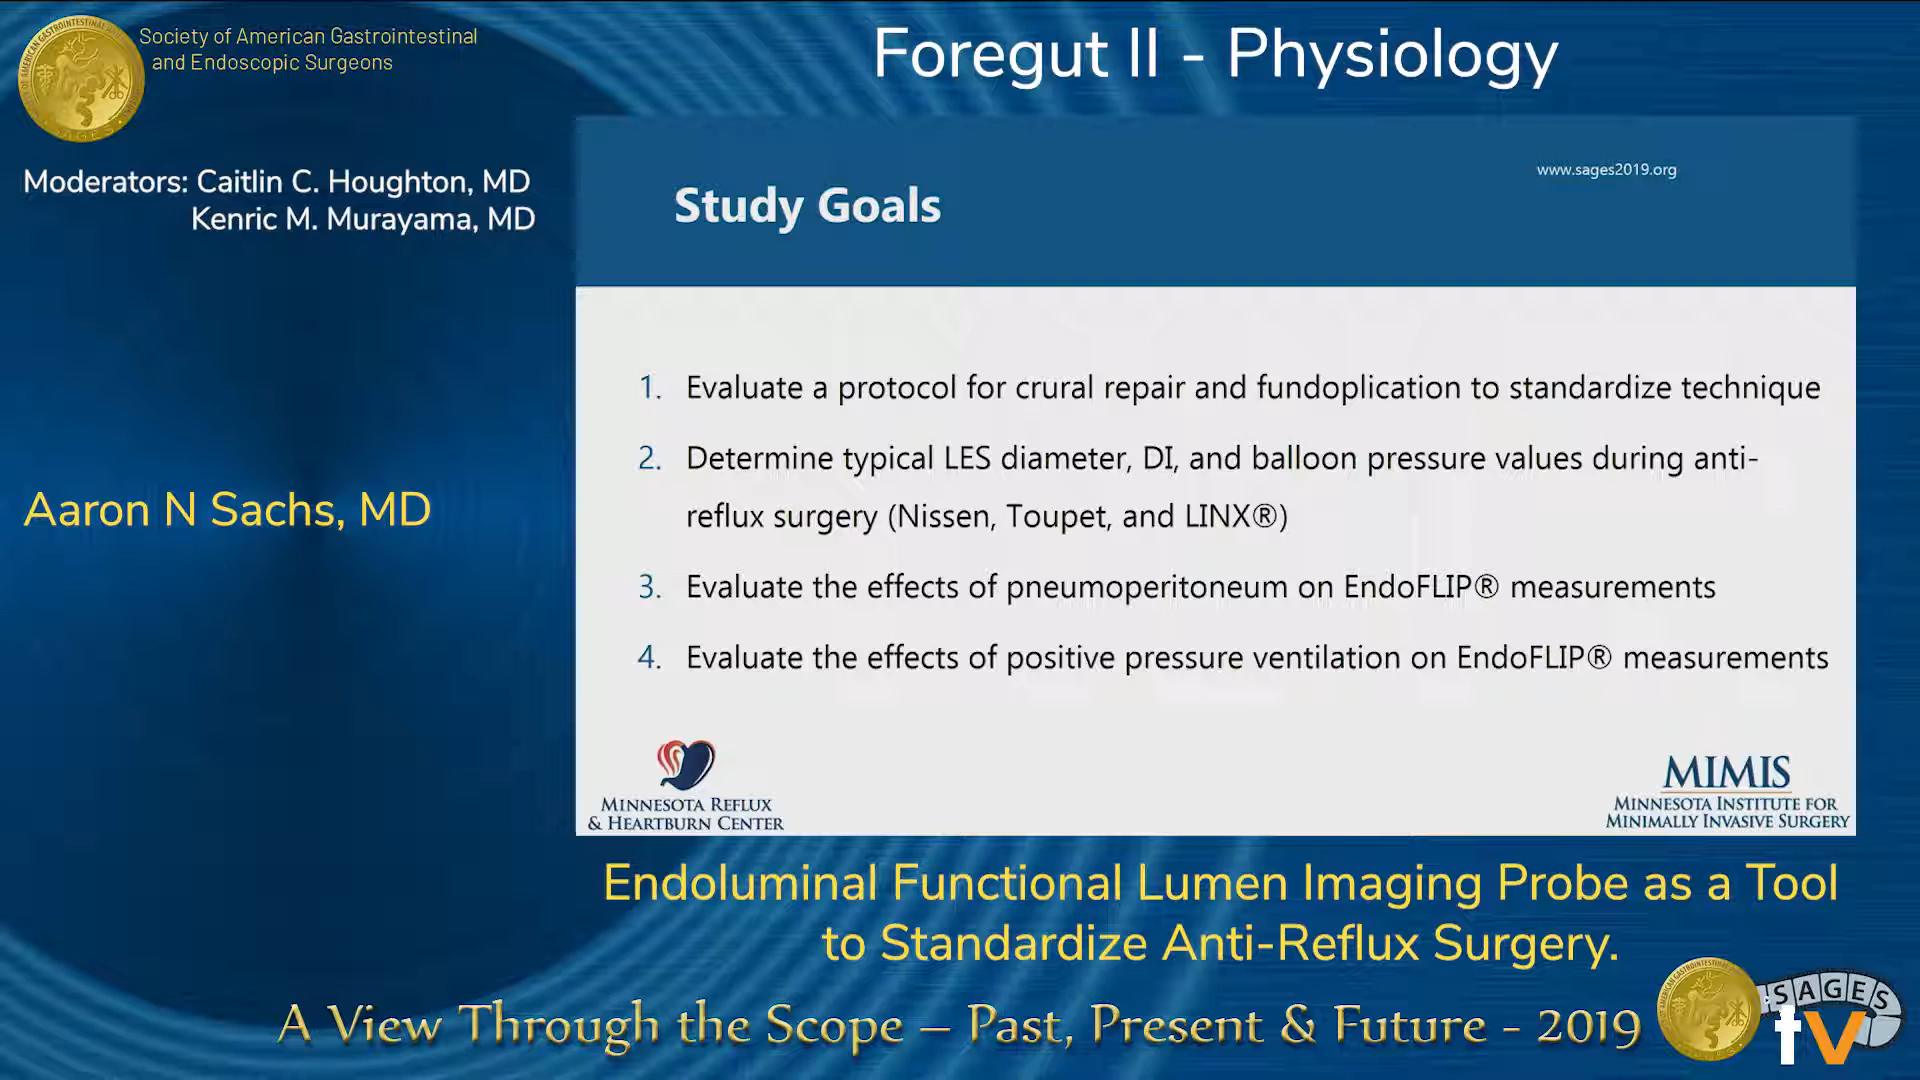 Society of American Gastrointestinal
and Endoscopic Surgeons
Foregut II - Physiology
Moderators: Caitlin C. Houghton, MD
Kenric M. Murayama, MD
www.sages2019.org
Study Goals
1. Evaluate a protocol for crural repair and fundoplication to standardize technique
2. Determine typical LES diameter, DI, and balloon pressure values during anti-
reflux surgery (Nissen, Toupet, and LINX®)
3. Evaluate the effects of pneumoperitoneum on EndoFLIP® measurements
4. Evaluate the effects of positive pressure ventilation on EndoFLIP® measurements
Aaron N Sachs, MD
MINNESOTA REFLUX
& HEARTBURN CENTER
MIMIS
MINNESOTA INSTITUTE FOR
MINIMALLY INVASIVE SURGERY
Endoluminal Functional Lumen Imaging Probe as a Tool
to Standardize Anti-Reflux Surgery.
A View Through the Scope – Past, Present & Future - 2019
SAGES
tv